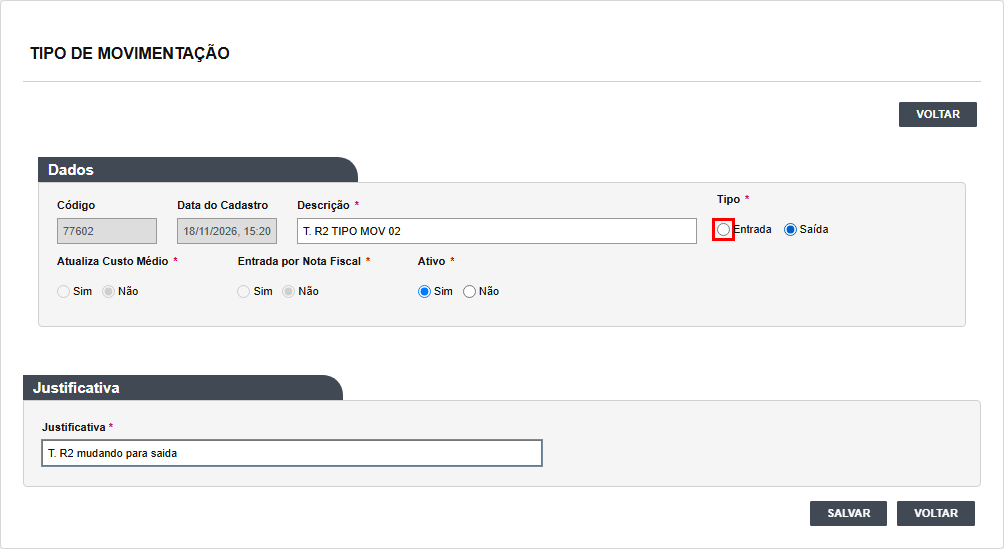 TIPO DE MOVIMENTAÇÃO
VOLTAR
Dados
Código Data do Cadastro Descrição * Tipo *
77602 18/11/2026, 15:20 T. R2 TIPO MOV 02 Entrada Saída
Atualiza Custo Médio * Entrada por Nota Fiscal * Ativo *
Sim Não Sim Não Sim Não
Justificativa
Justificativa *
T. R2 mudando para saida
SALVAR VOLTAR